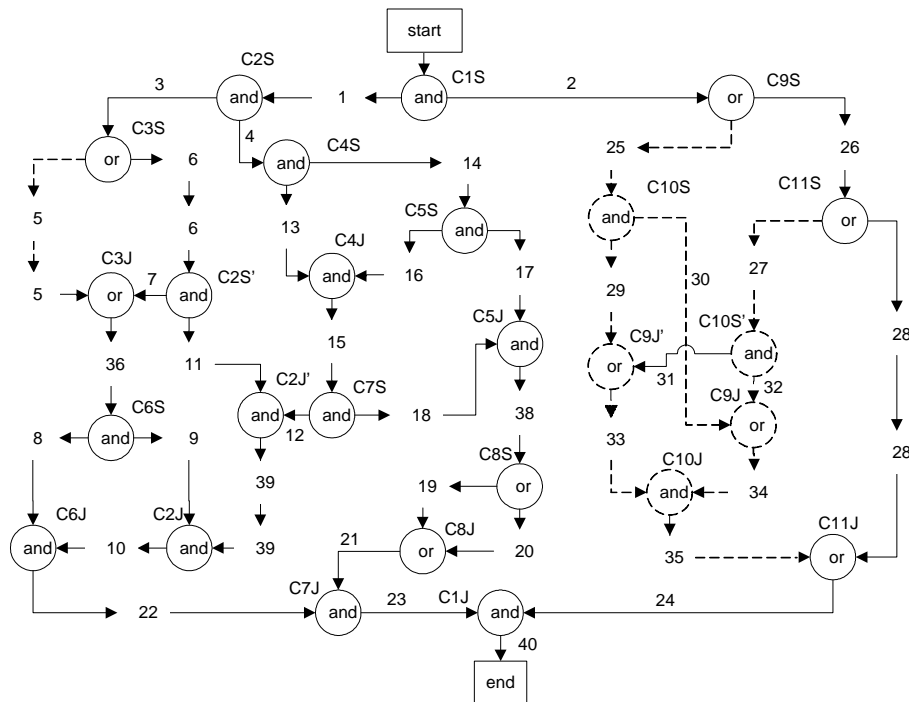 start
C2S
C1S
C9S
3
1
2
and
and
or
C3S
4
C4S
or
6
and
14
25
26
C10S
C11S
5
6
13
C5S
and
and
or
C3J
C4J
5
7
C2S'
16
17
27
30
or
and
and
29
C5J
C10S'
36
11
15
C9J'
and
and
28
or
31
32
C6S
C2J'
C7S
C9J
8
and
9
and
12
and
18
38
or
33
C8S
C10J
28
39
19
or
and
34
C6J
C2J
C8J
C11J
and
10
and
39
21
or
20
35
or
C7J
22
and
23
C1J
and
24
40
end